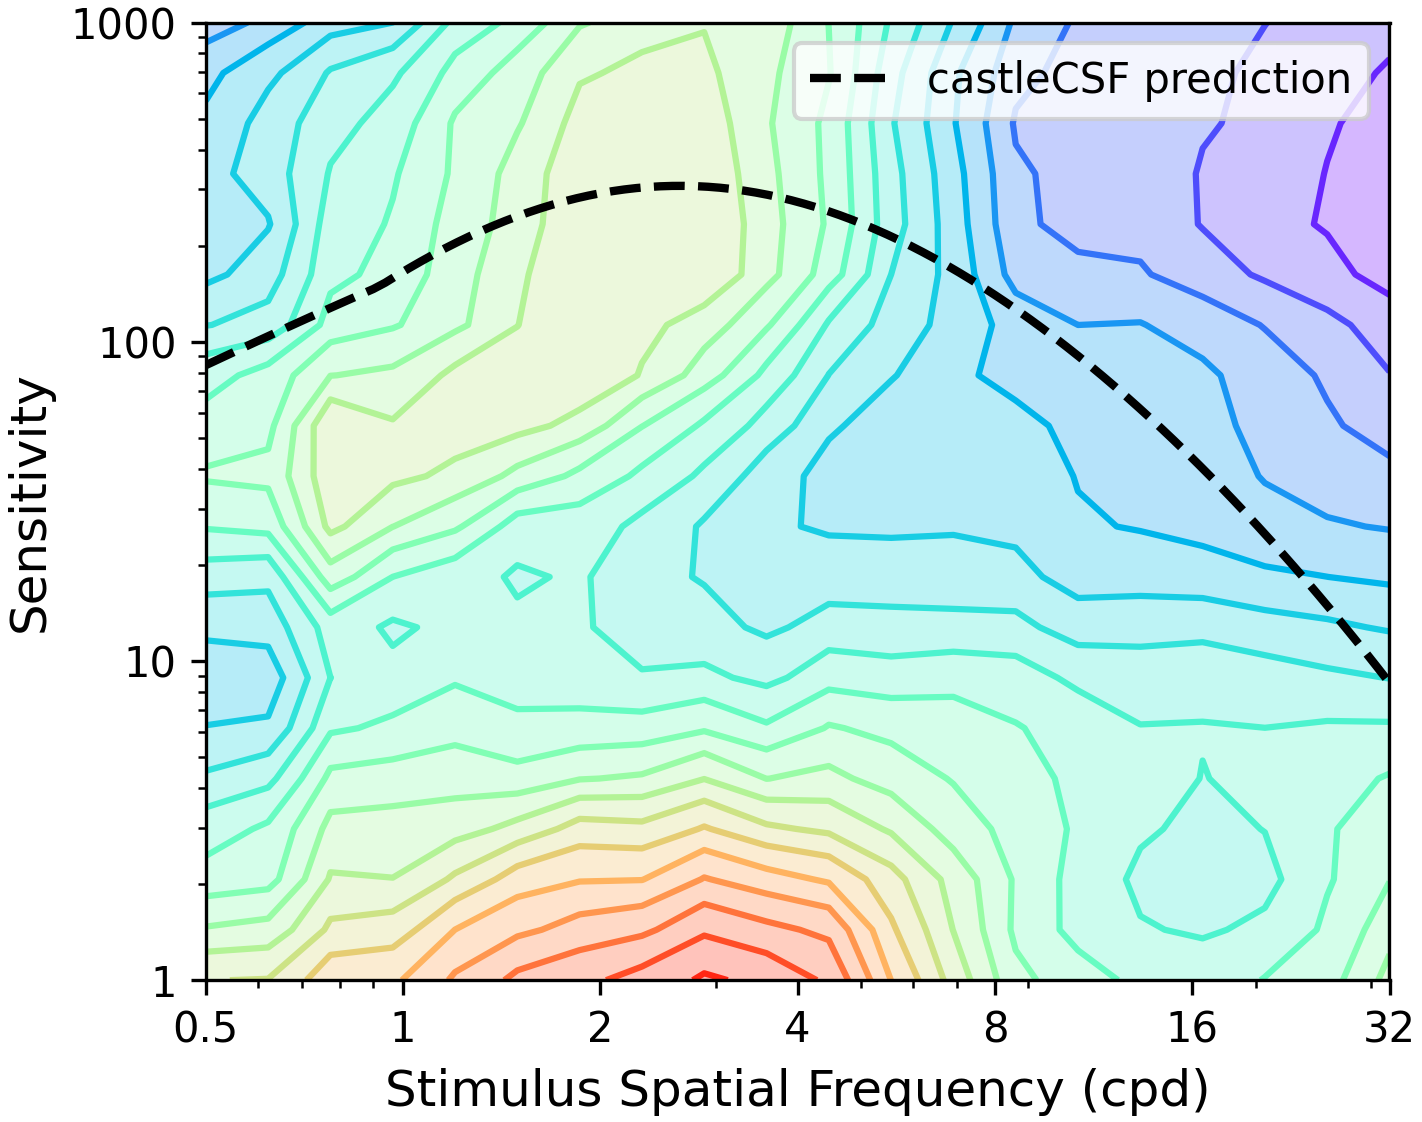 castleCSF prediction
Sensitivity
1000
100
10
1
0.5 1 2 4 8 16 32
Stimulus Spatial Frequency (cpd)